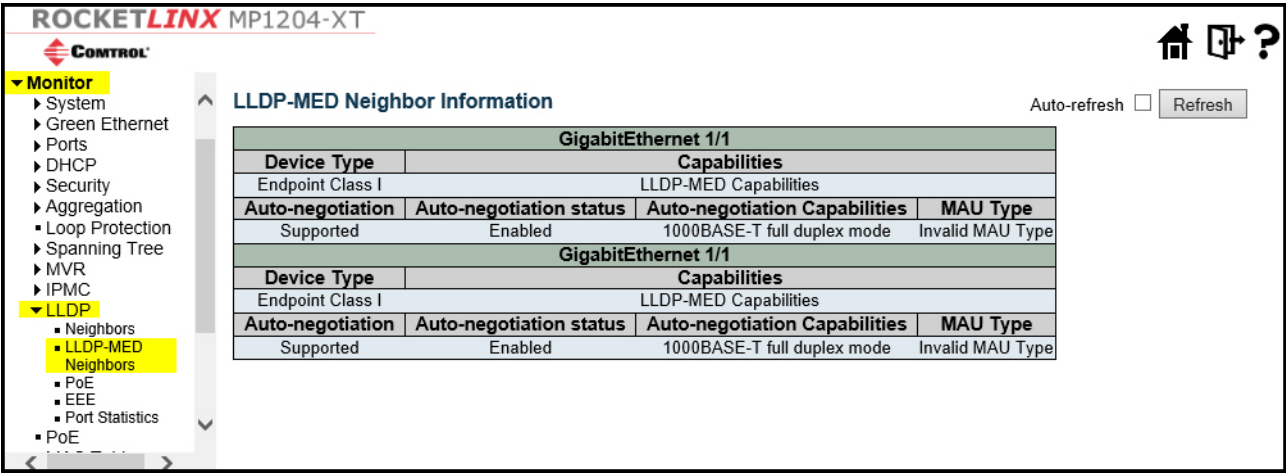 ROCKETLINX MP1204-XT
COMTROL
?
Monitor
System
Green Ethernet
Ports
DHCP
Security
Aggregation
Loop Protection
Spanning Tree
MVR
IPMC
LLDP
Neighbors
LLDP-MED
Neighbors
PoE
EEE
Port Statistics
PoE
LLDP-MED Neighbor Information
Auto-refresh Refresh
GigabitEthernet 1/1
Device Type Capabilities
Endpoint Class I LLDP-MED Capabilities
Auto-negotiation Auto-negotiation status Auto-negotiation Capabilities MAU Type
Supported Enabled 1000BASE-T full duplex mode Invalid MAU Type
GigabitEthernet 1/1
Device Type Capabilities
Endpoint Class I LLDP-MED Capabilities
Auto-negotiation Auto-negotiation status Auto-negotiation Capabilities MAU Type
Supported Enabled 1000BASE-T full duplex mode Invalid MAU Type